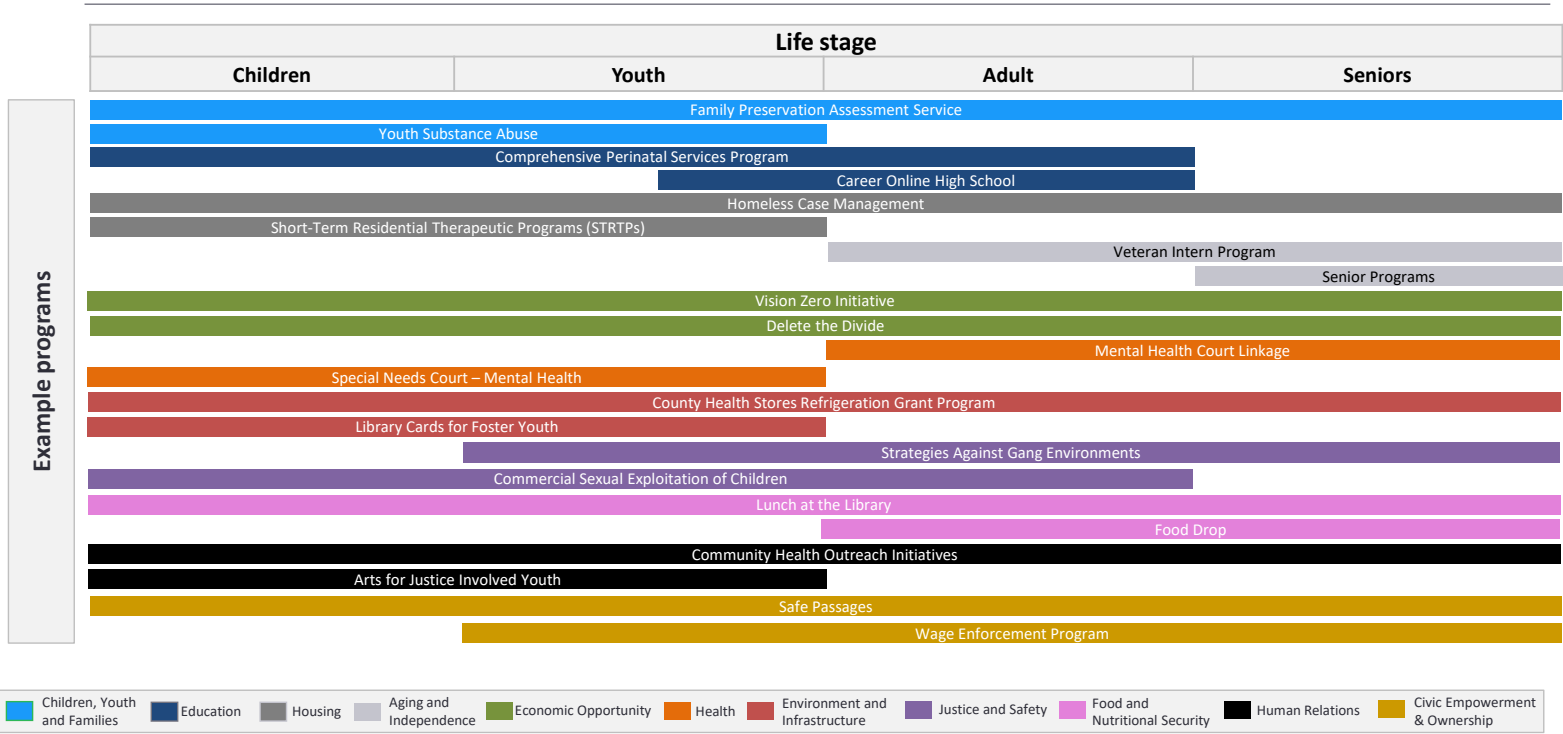 Life stage
Children
Youth
Adult
Seniors
Example programs
Family Preservation Assessment Service
Youth Substance Abuse
Comprehensive Perinatal Services Program
Career Online High School
Homeless Case Management
Short-Term Residential Therapeutic Programs (STRTPs)
Veteran Intern Program
Senior Programs
Vision Zero Initiative
Delete the Divide
Mental Health Court Linkage
Special Needs Court – Mental Health
County Health Stores Refrigeration Grant Program
Library Cards for Foster Youth
Strategies Against Gang Environments
Commercial Sexual Exploitation of Children
Lunch at the Library
Food Drop
Community Health Outreach Initiatives
Arts for Justice Involved Youth
Safe Passages
Wage Enforcement Program
Children, Youth
and Families
Education
Housing
Aging and
Independence
Economic Opportunity
Health
Environment and
Infrastructure
Justice and Safety
Food and
Nutritional Security
Human Relations
Civic Empowerment
& Ownership